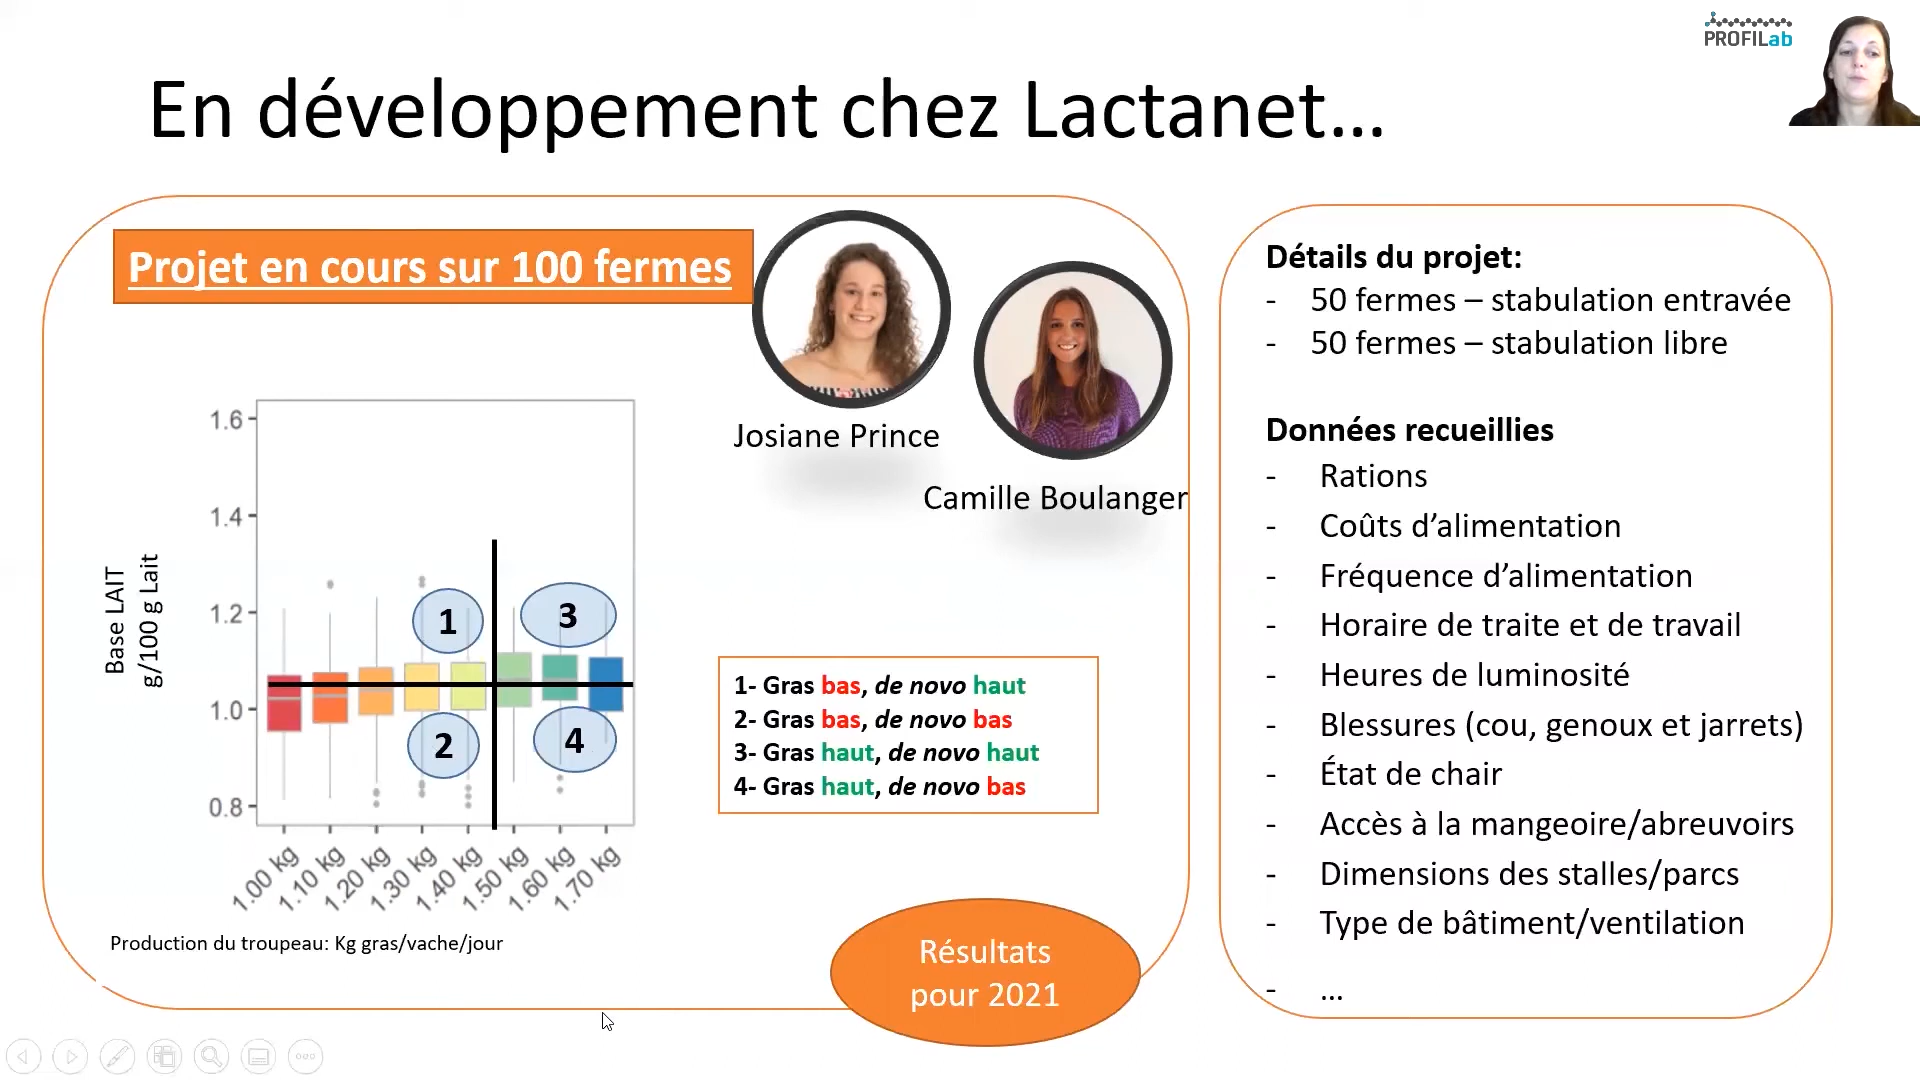 PROFILab
En développement chez Lactanet...
Projet en cours sur 100 fermes
Josiane Prince
Camille Boulanger
Base LAIT
g/100 g Lait
1.6
1.4
1.2
1.0
0.8
1
3
2
4
1.00 kg
1.10 kg
1.20 kg
1.30 kg
1.40 kg
1.50 kg
1.60 kg
1.70 kg
Production du troupeau: Kg gras/vache/jour
1- Gras bas, de novo haut
2- Gras bas, de novo bas
3- Gras haut, de novo haut
4- Gras haut, de novo bas
Résultats
pour 2021
Détails du projet:
- 50 fermes – stabulation entravée
- 50 fermes – stabulation libre
Données recueillies
- Rations
- Coûts d’alimentation
- Fréquence d’alimentation
- Horaire de traite et de travail
- Heures de luminosité
- Blessures (cou, genoux et jarrets)
- État de chair
- Accès à la mangeoire/abreuvoirs
- Dimensions des stalles/parcs
- Type de bâtiment/ventilation
- ...